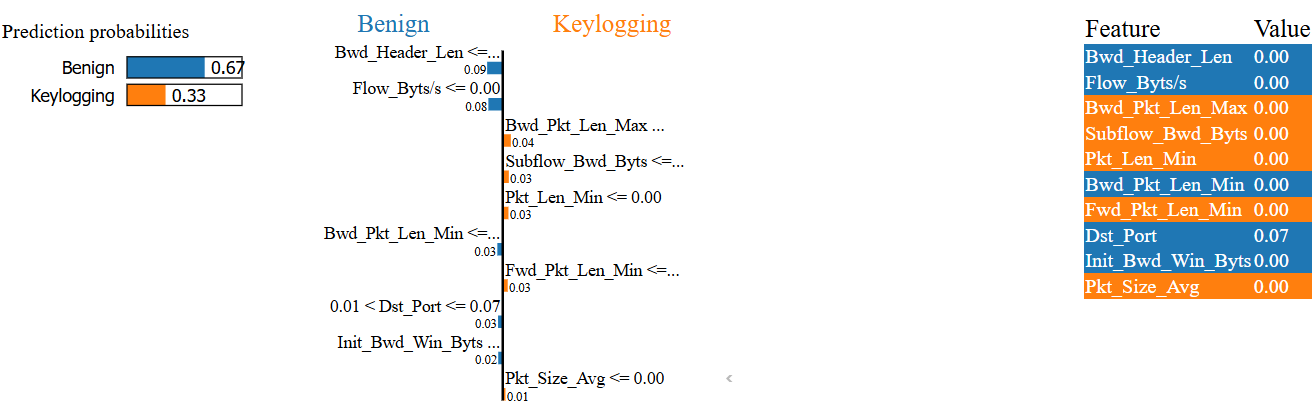 Prediction probabilities
Benign 0.67
Keylogging 0.33
Benign Keylogging
Bwd_Header_Len <=...
0.09
Flow_Byts/s <= 0.00
0.08
Bwd_Pkt_Len_Max ...
0.04
Subflow_Bwd_Byts <=...
0.03
Pkt_Len_Min <= 0.00
0.03
Bwd_Pkt_Len_Min <=...
0.03
Fwd_Pkt_Len_Min <=...
0.03
0.01 < Dst_Port <= 0.07
0.03
Init_Bwd_Win_Byts ...
0.02
Pkt_Size_Avg <= 0.00
0.01
Feature Value
Bwd_Header_Len 0.00
Flow_Byts/s 0.00
Bwd_Pkt_Len_Max 0.00
Subflow_Bwd_Byts 0.00
Pkt_Len_Min 0.00
Bwd_Pkt_Len_Min 0.00
Fwd_Pkt_Len_Min 0.00
Dst_Port 0.07
Init_Bwd_Win_Byts 0.00
Pkt_Size_Avg 0.00